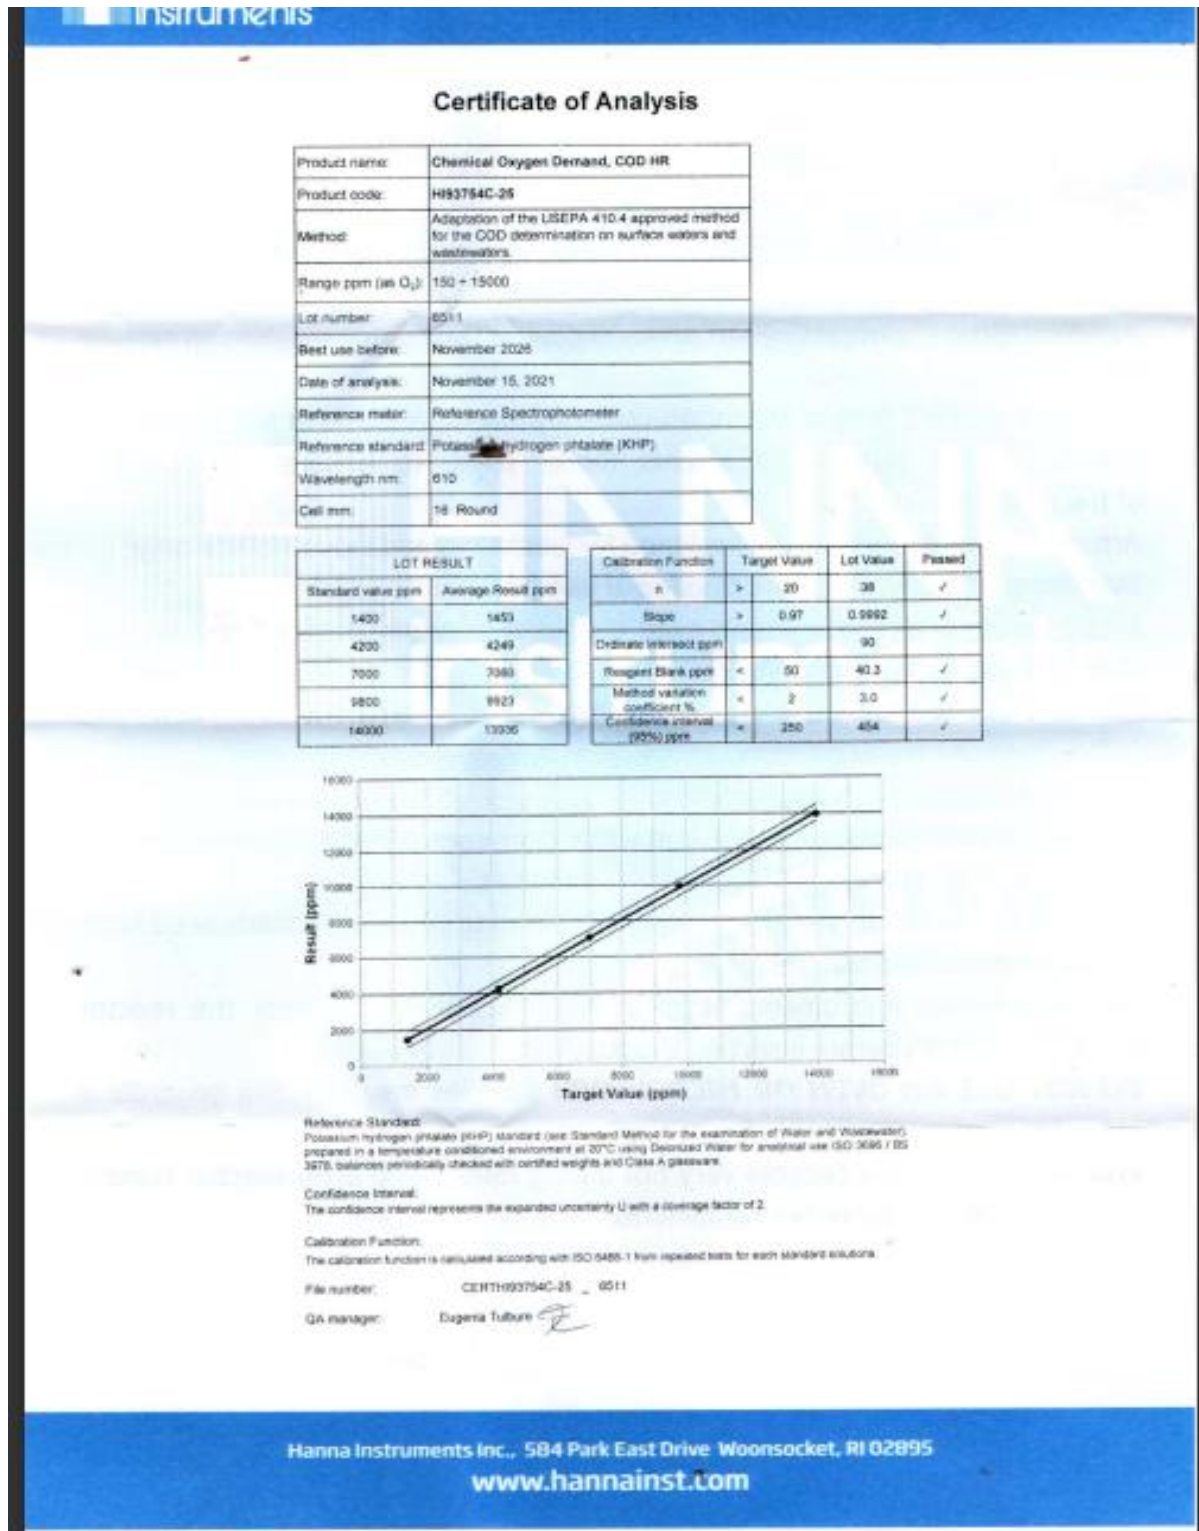 Instruments
Certificate of Analysis
Product name: Chemical Oxygen Demand, COD HR
Product code: HI93754C-25
Method: Adaptation of the USEPA 410.4 approved method
for the COD determination on surface waters and
wastewaters.
Range ppm (as O₂): 150 ÷ 15000
Lot number: 6511
Best use before: November 2026
Date of analysis: November 15, 2021
Reference meter: Reference Spectrophotometer
Reference standard: hydrogen phtalate (KHP)
Wavelength nm: 610
Cell mm: 16 Round
LOT RESULT
Standard value ppm Average Result ppm
1400 1453
4200 4249
7000
9800
14000
Calibration Function Target Value Lot Value Passed
n > 20 38 ✓
Slope > 0.97 0.9992 ✓
Ordinate intersect ppm 90
Reagent Blank ppm < 50 40.3 ✓
Method variation
coefficient % < 2 3.0 ✓
Confidence interval
(95%) ppm < 250 454 ✓
16000
14000
12000
10000
8000
6000
4000
2000
0
Result (ppm)
0 2000 4000 6000 8000 10000 12000 14000 16000
Target Value (ppm)
Reference Standard:
Potassium hydrogen phtalate (KHP) standard (see Standard Method for the examination of Water and Wastewater),
prepared in a temperature conditioned environment at 20°C using Deionized Water for analytical use ISO 3696 / BS
3978, balances periodically checked with certified weights and Class A glassware.
Confidence Interval:
The confidence interval represents the expanded uncertainty U with a coverage factor of 2.
Calibration Function:
The calibration function is calculated according with ISO 8466-1 from repeated tests for each standard solutions.
File number: CERTHI93754C-25 _ 6511
QA manager: Eugenia Tulbure
HANNA
instruments
Hanna Instruments Inc., 584 Park East Drive Woonsocket, RI 02895
www.hannainst.com